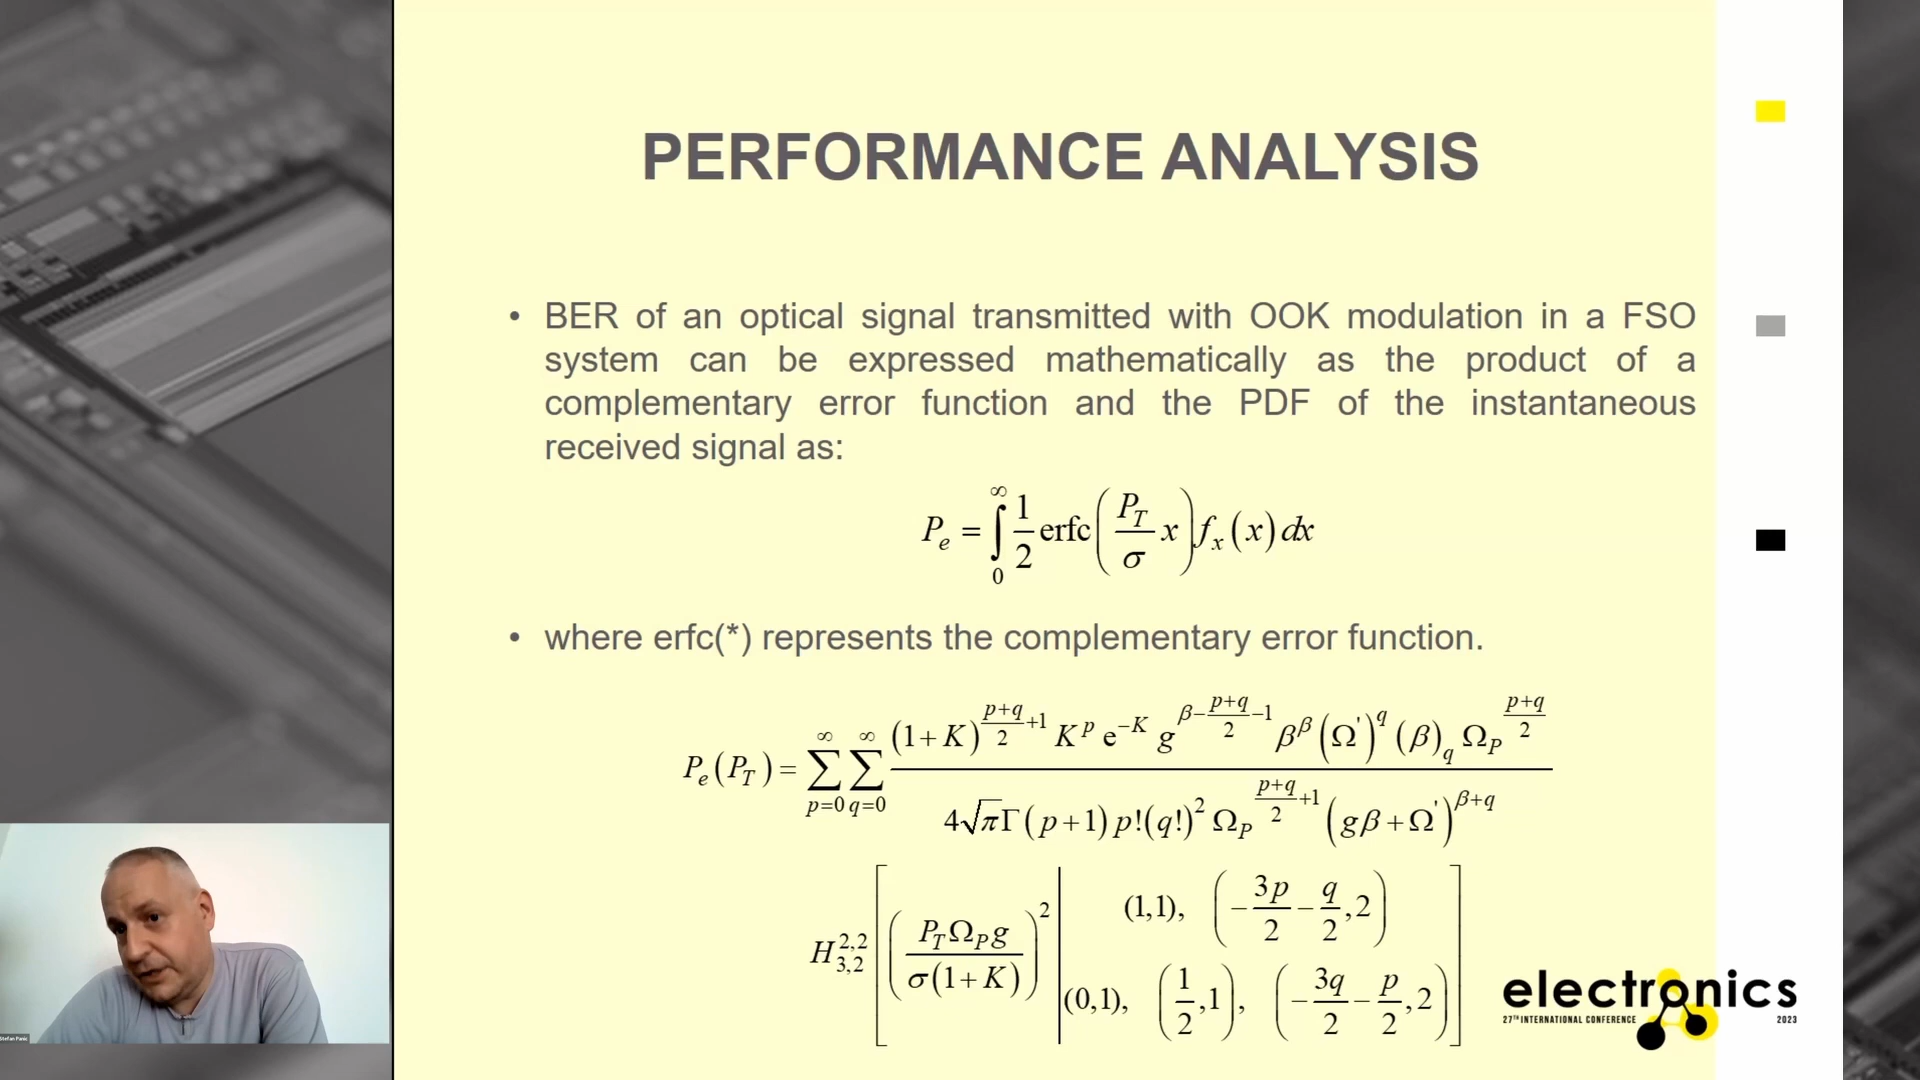 PERFORMANCE ANALYSIS
• BER of an optical signal transmitted with OOK modulation in a FSO
system can be expressed mathematically as the product of a
complementary error function and the PDF of the instantaneous
received signal as:
P_e = ∫_0^∞ 1/2 erfc(P_T/σ x) f_x(x) dx
• where erfc(*) represents the complementary error function.
P_e(P_T) = ∑_{p=0}^∞ ∑_{q=0}^∞ ((1+K)^{(p+q)/2+1} K^p e^{-K} g^{β-(p+q)/2-1} β^β (Ω')^q (β)_q Ω_P^{(p+q)/2}) / (4√π Γ(p+1) p!(q!)^2 Ω_P^{(p+q)/2+1} (gβ+Ω')^{β+q})
H_{3,2}^{2,2} [ (P_TΩ_Pg / σ(1+K))^2 | (1,1), (-3p/2 - q/2, 2)
(0,1), (1/2,1), (-3q/2 - p/2, 2) ]
electronics
27TH INTERNATIONAL CONFERENCE 2023
Stefan Panic